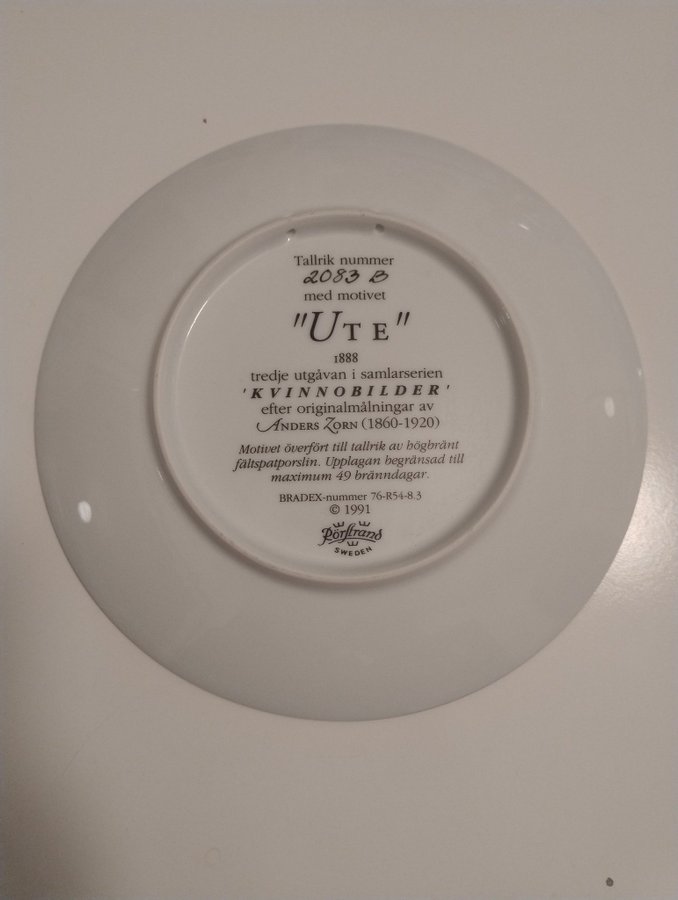 Tallrik nummer
2083 B
med motivet
"UTE"
1888
tredje utgåvan i samlarserien
'KVINNOBILDER'
efter originalmålningar av
ANDERS ZORN (1860-1920)
Motivet överfört till tallrik av högbränt
fältspatporslin. Upplagan begränsad till
maximum 49 bränndagar.
BRADEX-nummer 76-R54-8.3
© 1991
Rörstrand
SWEDEN